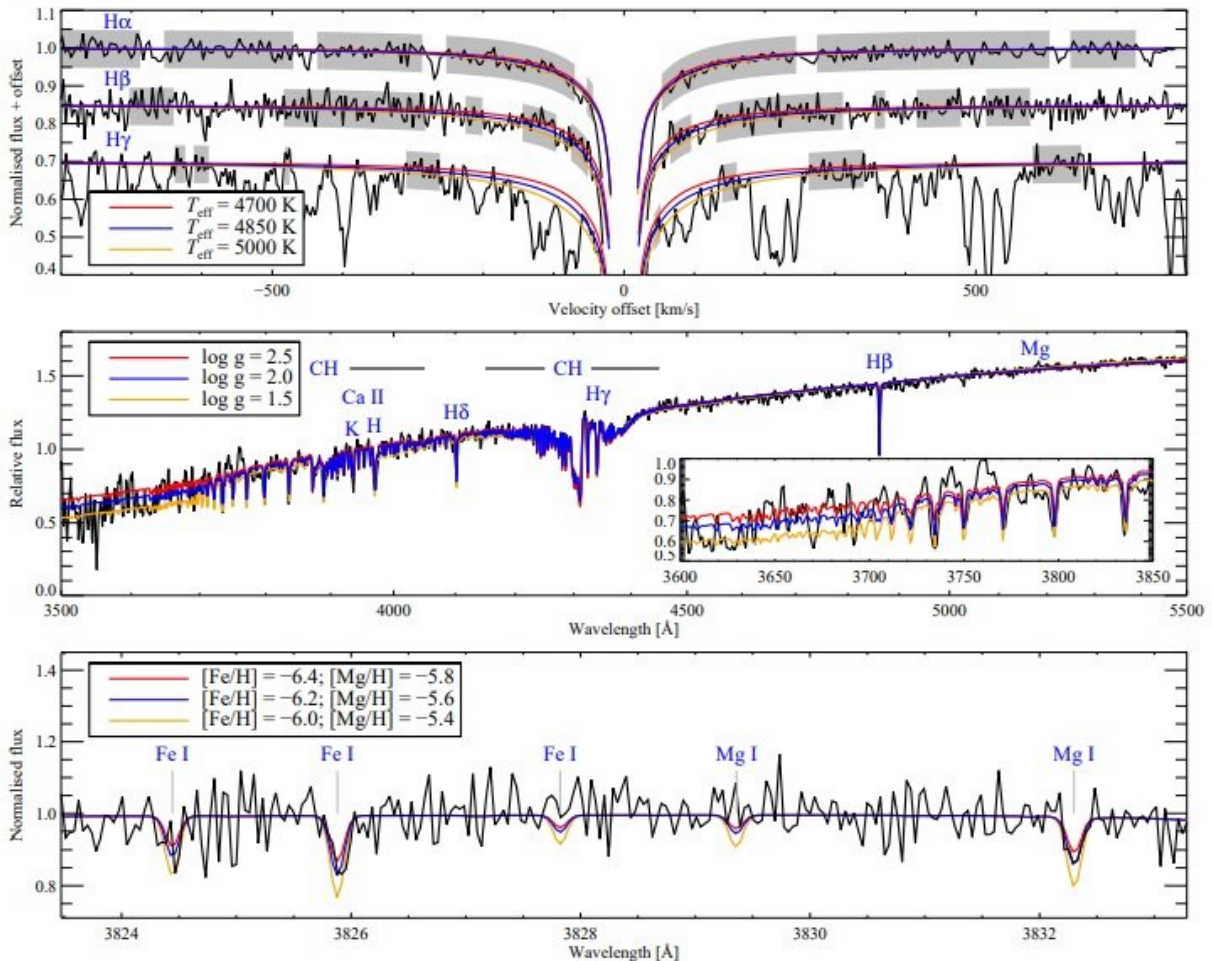 Normalised flux + offset
1.1
1.0
0.9
0.8
0.7
0.6
0.5
0.4
Hα
Hβ
Hγ
T_eff = 4700 K
T_eff = 4850 K
T_eff = 5000 K
−500
0
500
Velocity offset [km/s]
Relative flux
1.5
1.0
0.5
0.0
log g = 2.5
log g = 2.0
log g = 1.5
CH
CH
Ca II
K
H
Hδ
Hγ
Hβ
Mg
1.0
0.9
0.8
0.7
0.6
0.5
3600
3650
3700
3750
3800
3850
3500
4000
4500
5000
5500
Wavelength [Å]
Normalised flux
1.4
1.2
1.0
0.8
[Fe/H] = −6.4; [Mg/H] = −5.8
[Fe/H] = −6.2; [Mg/H] = −5.6
[Fe/H] = −6.0; [Mg/H] = −5.4
Fe I
Fe I
Fe I
Mg I
Mg I
3824
3826
3828
3830
3832
Wavelength [Å]